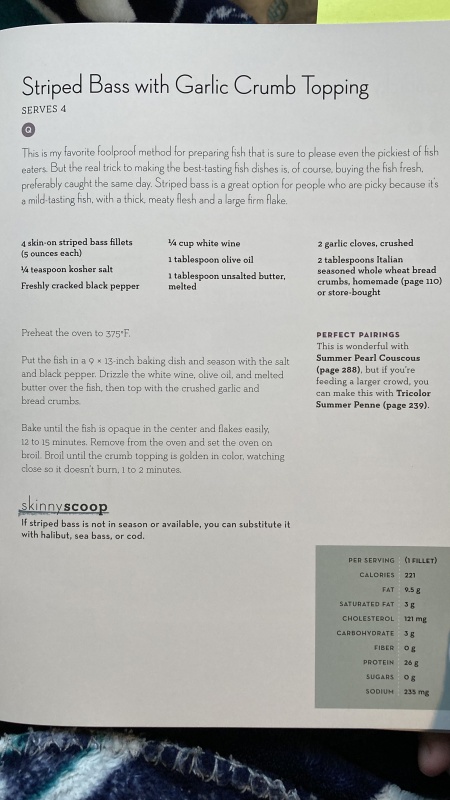 Striped Bass with Garlic Crumb Topping
SERVES 4
Q
This is my favorite foolproof method for preparing fish that is sure to please even the pickiest of fish
eaters. But the real trick to making the best-tasting fish dishes is, of course, buying the fish fresh,
preferably caught the same day. Striped bass is a great option for people who are picky because it's
a mild-tasting fish, with a thick, meaty flesh and a large firm flake.
4 skin-on striped bass fillets
(5 ounces each)
¼ teaspoon kosher salt
Freshly cracked black pepper
¼ cup white wine
1 tablespoon olive oil
1 tablespoon unsalted butter,
melted
2 garlic cloves, crushed
2 tablespoons Italian
seasoned whole wheat bread
crumbs, homemade (page 110)
or store-bought
Preheat the oven to 375°F.
Put the fish in a 9 × 13-inch baking dish and season with the salt
and black pepper. Drizzle the white wine, olive oil, and melted
butter over the fish, then top with the crushed garlic and
bread crumbs.
Bake until the fish is opaque in the center and flakes easily,
12 to 15 minutes. Remove from the oven and set the oven on
broil. Broil until the crumb topping is golden in color, watching
close so it doesn't burn, 1 to 2 minutes.
PERFECT PAIRINGS
This is wonderful with
Summer Pearl Couscous
(page 288), but if you're
feeding a larger crowd, you
can make this with Tricolor
Summer Penne (page 239).
skinnyscoop
If striped bass is not in season or available, you can substitute it
with halibut, sea bass, or cod.
PER SERVING (1 FILLET)
CALORIES 221
FAT 9.5 g
SATURATED FAT 3 g
CHOLESTEROL 121 mg
CARBOHYDRATE 3 g
FIBER 0 g
PROTEIN 26 g
SUGARS 0 g
SODIUM 235 mg